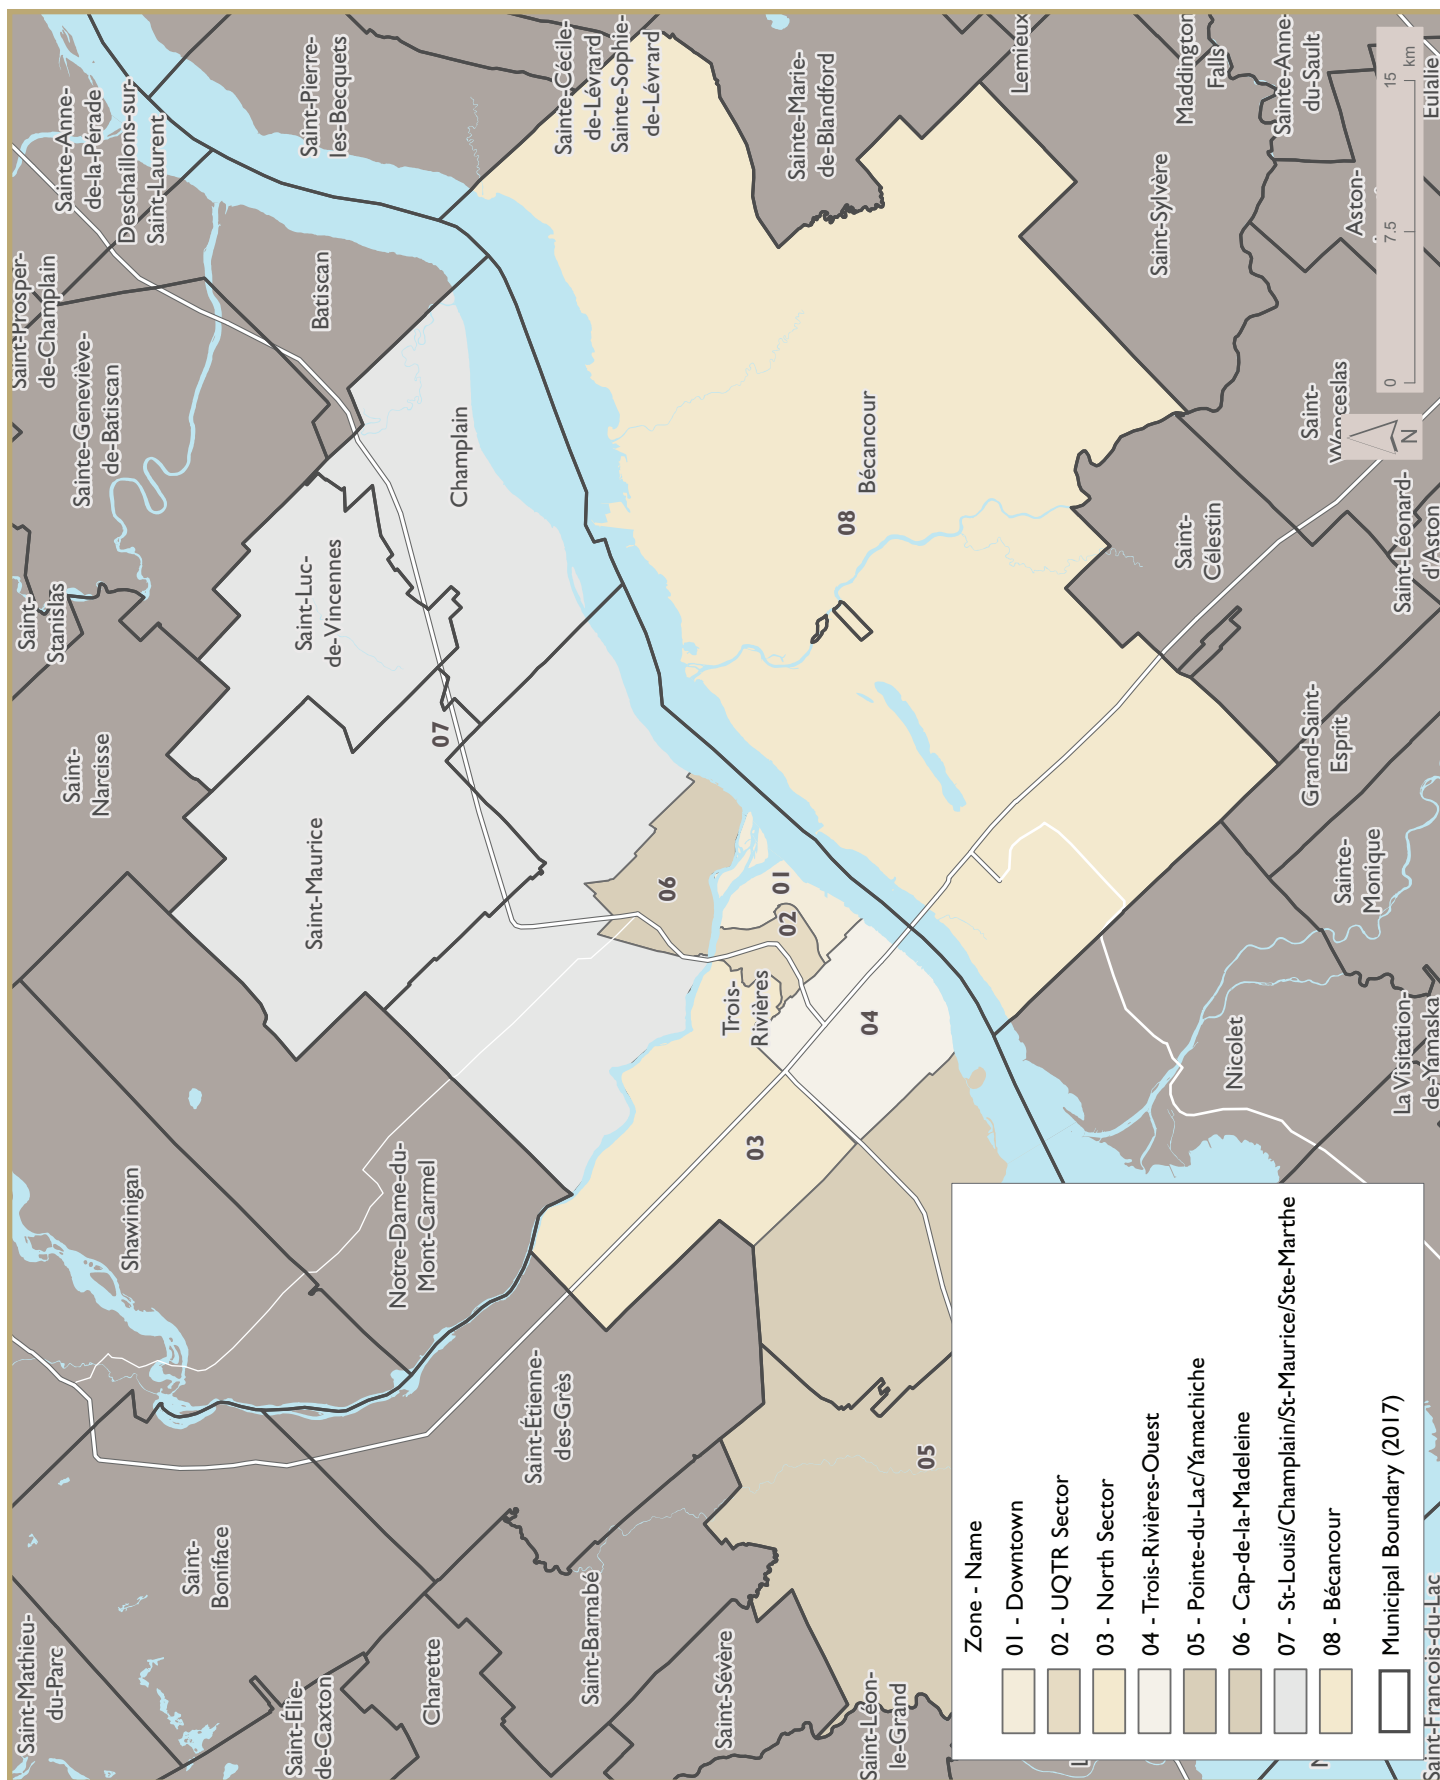 Saint-Mathieu-
du-Parc
Saint-Élie-
de-Caxton
Charette
Saint-Barnabé
Saint-Sévère
Saint-Léon-
le-Grand
Saint-
Boniface
Saint-Étienne-
des-Grès
Shawinigan
Notre-Dame-du-
Mont-Carmel
Saint-
Narcisse
Saint-Maurice
Saint-
Stanislas
Saint-Luc-
de-Vincennes
Sainte-Geneviève-
de-Batiscan
Saint-Prosper-
de-Champlain
Champlain
Batiscan
Sainte-Anne-
de-la-Pérade
Deschaillons-sur-
Saint-Laurent
Saint-Pierre-
les-Becquets
Sainte-Cécile-
de-Lévrard
Sainte-Sophie-
de-Lévrard
Sainte-Marie-
de-Blandford
Lemieux
Maddington
Falls
Sainte-Anne-
du-Sault
Eulalie
Saint-Sylvère
Aston-
Saint-
Wenceslas
Saint-Léonard-
d'Aston
Saint-
Célestin
Grand-Saint-
Esprit
Sainte-
Monique
Nicolet
La Visitation-
de-Yamaska
Saint-François-du-Lac
Bécancour
Trois-
Rivières
01
02
03
04
05
06
07
08
0
7.5
15
km
N
Zone - Name
01 - Downtown
02 - UQTR Sector
03 - North Sector
04 - Trois-Rivières-Ouest
05 - Pointe-du-Lac/Yamachiche
06 - Cap-de-la-Madeleine
07 - St-Louis/Champlain/St-Maurice/Ste-Marthe
08 - Bécancour
Municipal Boundary (2017)